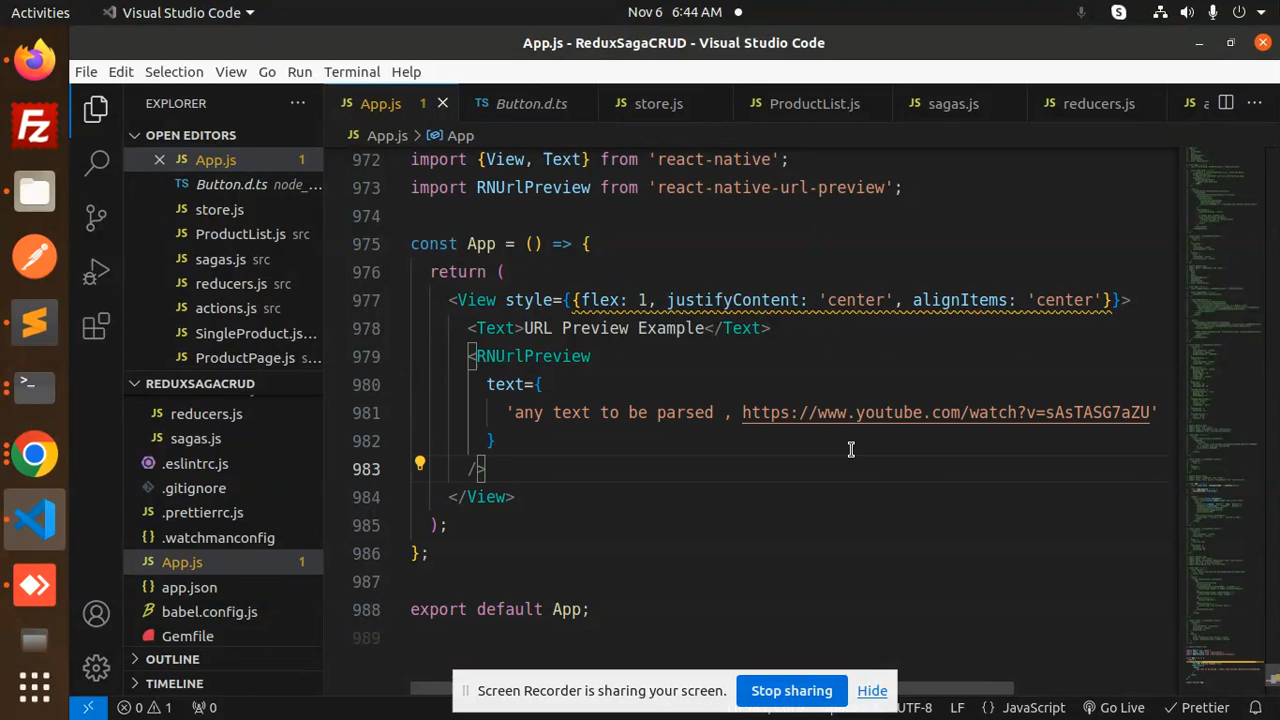 Activities
Visual Studio Code
Nov 6 6:44 AM
App.js - ReduxSagaCRUD - Visual Studio Code
File Edit Selection View Go Run Terminal Help
EXPLORER
JS App.js 1
TS Button.d.ts
JS store.js
JS ProductList.js
JS sagas.js
JS reducers.js
JS a
OPEN EDITORS
JS App.js 1
TS Button.d.ts node_...
JS store.js
JS ProductList.js src
JS sagas.js src
JS reducers.js src
JS actions.js src
JS SingleProduct.js...
JS ProductPage.js s...
REDUXSAGACRUD
JS reducers.js
JS sagas.js
.eslintrc.js
.gitignore
JS .prettierrc.js
.watchmanconfig
JS App.js 1
app.json
babel.config.js
Gemfile
OUTLINE
TIMELINE
JS App.js > App
972 import {View, Text} from 'react-native';
973 import RNUrlPreview from 'react-native-url-preview';
974
975 const App = () => {
976 return (
977 <View style={{flex: 1, justifyContent: 'center', alignItems: 'center'}}>
978 <Text>URL Preview Example</Text>
979 <RNUrlPreview
980 text={
981 'any text to be parsed , https://www.youtube.com/watch?v=sAsTASG7aZU'
982 }
983 />
984 </View>
985 );
986 };
987
988 export default App;
989
Screen Recorder is sharing your screen.
Stop sharing
Hide
0 1
0
UTF-8 LF {} JavaScript Go Live Prettier